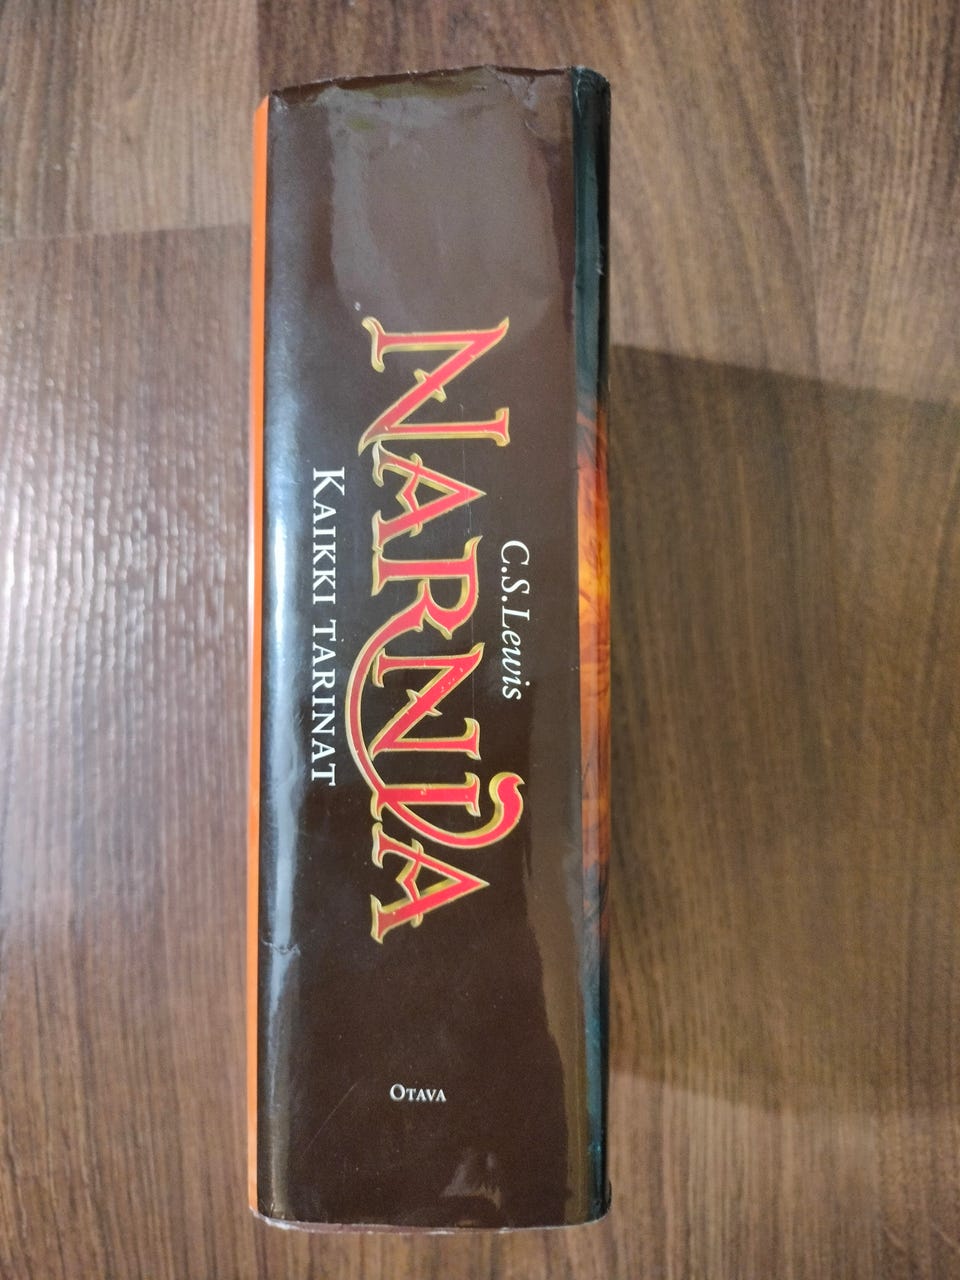 C.S.Lewis
NARNIA
KAIKKI TARINAT
OTAVA